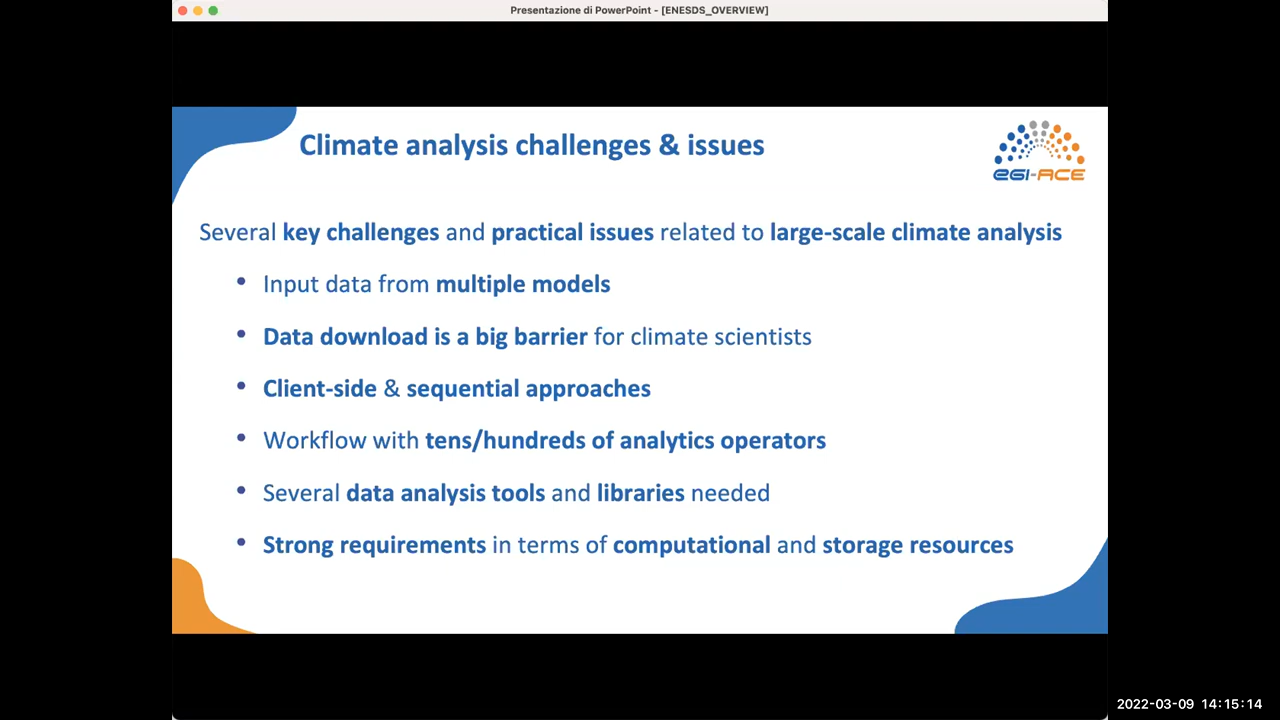 Presentazione di PowerPoint - [ENESDS_OVERVIEW]
Climate analysis challenges & issues
eGI-ACE
Several key challenges and practical issues related to large-scale climate analysis
• Input data from multiple models
• Data download is a big barrier for climate scientists
• Client-side & sequential approaches
• Workflow with tens/hundreds of analytics operators
• Several data analysis tools and libraries needed
• Strong requirements in terms of computational and storage resources
2022-03-09 14:15:14